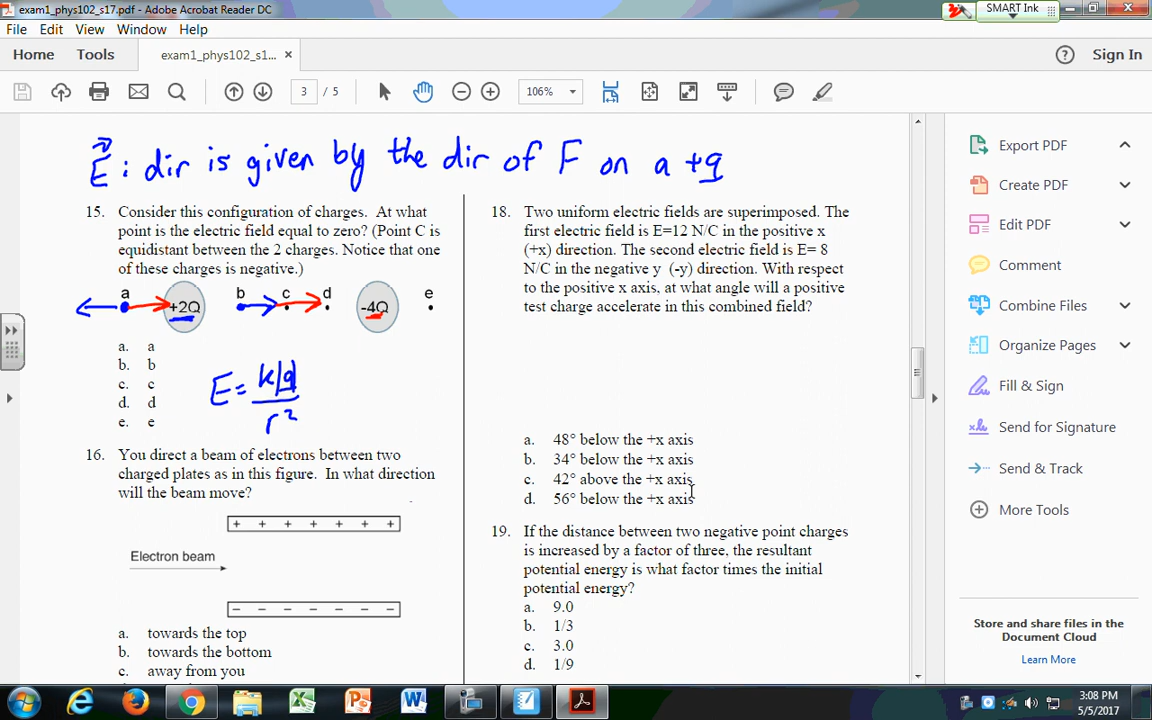 exam1_phys102_s17.pdf - Adobe Acrobat Reader DC
SMART Ink
File Edit View Window Help
Home Tools exam1_phys102_s1... × Sign In
3 / 5 106%
E : dir is given by the dir of F on a +q
15. Consider this configuration of charges. At what
point is the electric field equal to zero? (Point C is
equidistant between the 2 charges. Notice that one
of these charges is negative.)
a b c d e
+2Q -4Q
a. a
b. b
c. c
d. d
e. e
E = k|q|
r²
16. You direct a beam of electrons between two
charged plates as in this figure. In what direction
will the beam move?
+ + + + + + +
Electron beam
– – – – – – –
a. towards the top
b. towards the bottom
c. away from you
18. Two uniform electric fields are superimposed. The
first electric field is E=12 N/C in the positive x
(+x) direction. The second electric field is E= 8
N/C in the negative y (-y) direction. With respect
to the positive x axis, at what angle will a positive
test charge accelerate in this combined field?
a. 48° below the +x axis
b. 34° below the +x axis
c. 42° above the +x axis
d. 56° below the +x axis
19. If the distance between two negative point charges
is increased by a factor of three, the resultant
potential energy is what factor times the initial
potential energy?
a. 9.0
b. 1/3
c. 3.0
d. 1/9
Export PDF
Create PDF
Edit PDF
Comment
Combine Files
Organize Pages
Fill & Sign
Send for Signature
Send & Track
More Tools
Store and share files in the
Document Cloud
Learn More
3:08 PM
5/5/2017